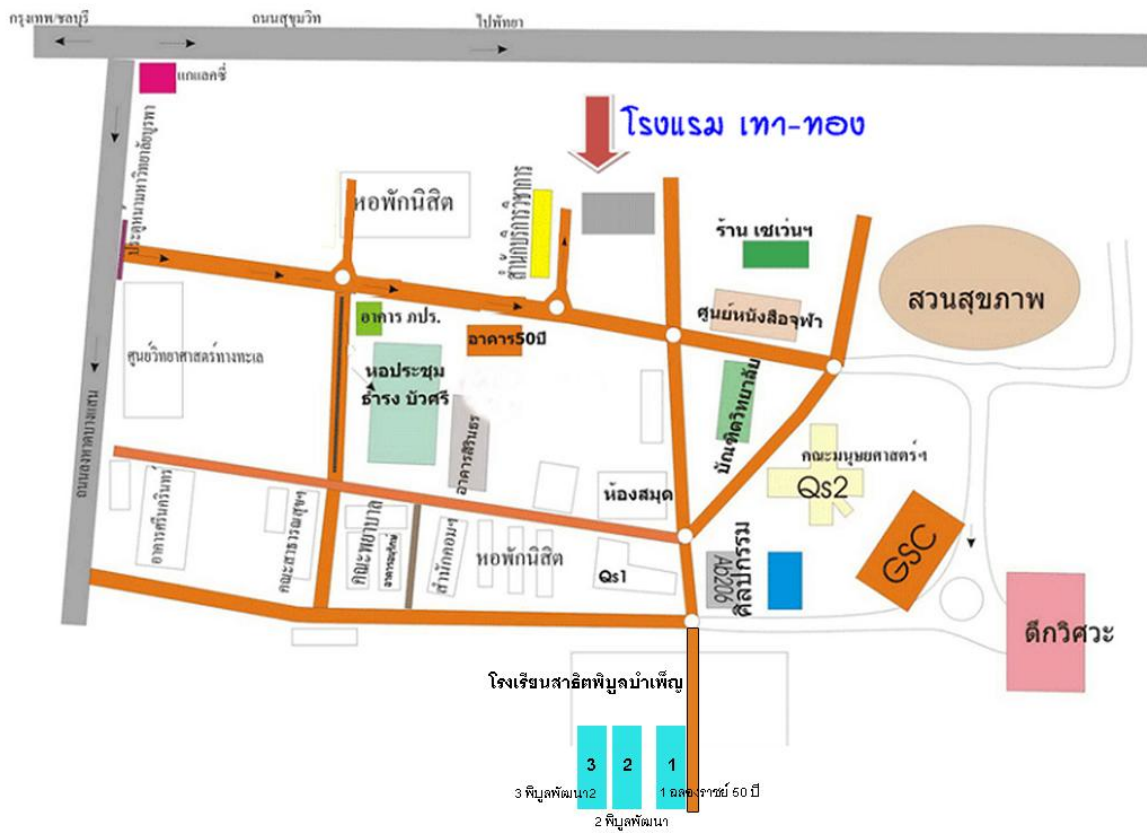 กรุงเทพ/ชลบุรี
ถนนสุขุมวิท
ไปพัทยา
แกแลคซี่
ประตูหน้ามหาวิทยาลัยบูรพา
โรงแรม เทา-ทอง
หอพักนิสิต
สำนักบริการวิชาการ
ร้าน เซเว่นฯ
สวนสุขภาพ
ศูนย์หนังสือจุฬา
อาคาร ภปร.
อาคาร50ปี
ศูนย์วิทยาศาสตร์ทางทะเล
หอประชุม
ธำรง บัวศรี
บัณฑิตวิทยาลัย
ถนนลงหาดบางแสน
อาคารสิรินธร
คณะมนุษยศาสตร์ฯ
Qs2
ห้องสมุด
อาคารศรีนครินทร์
คณะสาธารณสุขฯ
คณะพยาบาล
สำนักคอมฯ
หอพักนิสิต
Qs1
ศิลปกรรม
A6206
GSC
ตึกวิศวะ
โรงเรียนสาธิตพิบูลบำเพ็ญ
3
2
1
3 พิบูลพัฒนา2
1 ฉลองราชย์ 50 ปี
2 พิบูลพัฒนา